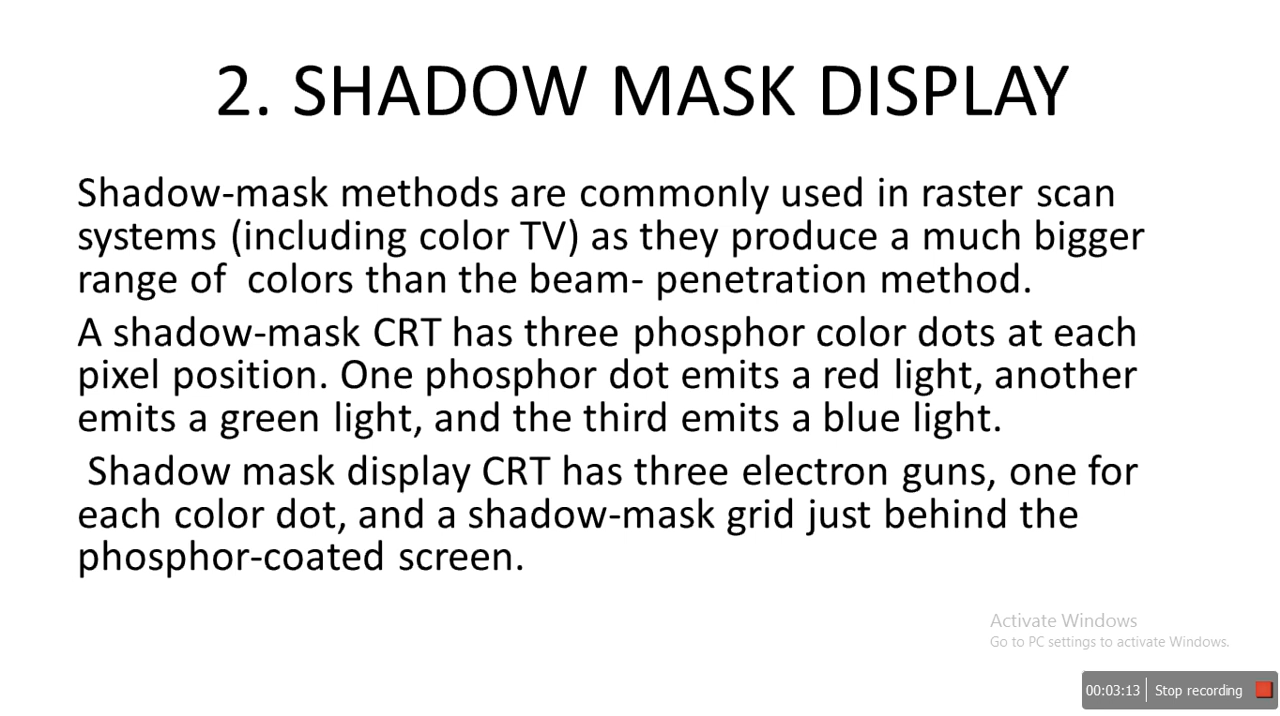 2. SHADOW MASK DISPLAY
Shadow-mask methods are commonly used in raster scan
systems (including color TV) as they produce a much bigger
range of  colors than the beam- penetration method.
A shadow-mask CRT has three phosphor color dots at each
pixel position. One phosphor dot emits a red light, another
emits a green light, and the third emits a blue light.
Shadow mask display CRT has three electron guns, one for
each color dot, and a shadow-mask grid just behind the
phosphor-coated screen.
Activate Windows
Go to PC settings to activate Windows.
00:03:13 Stop recording